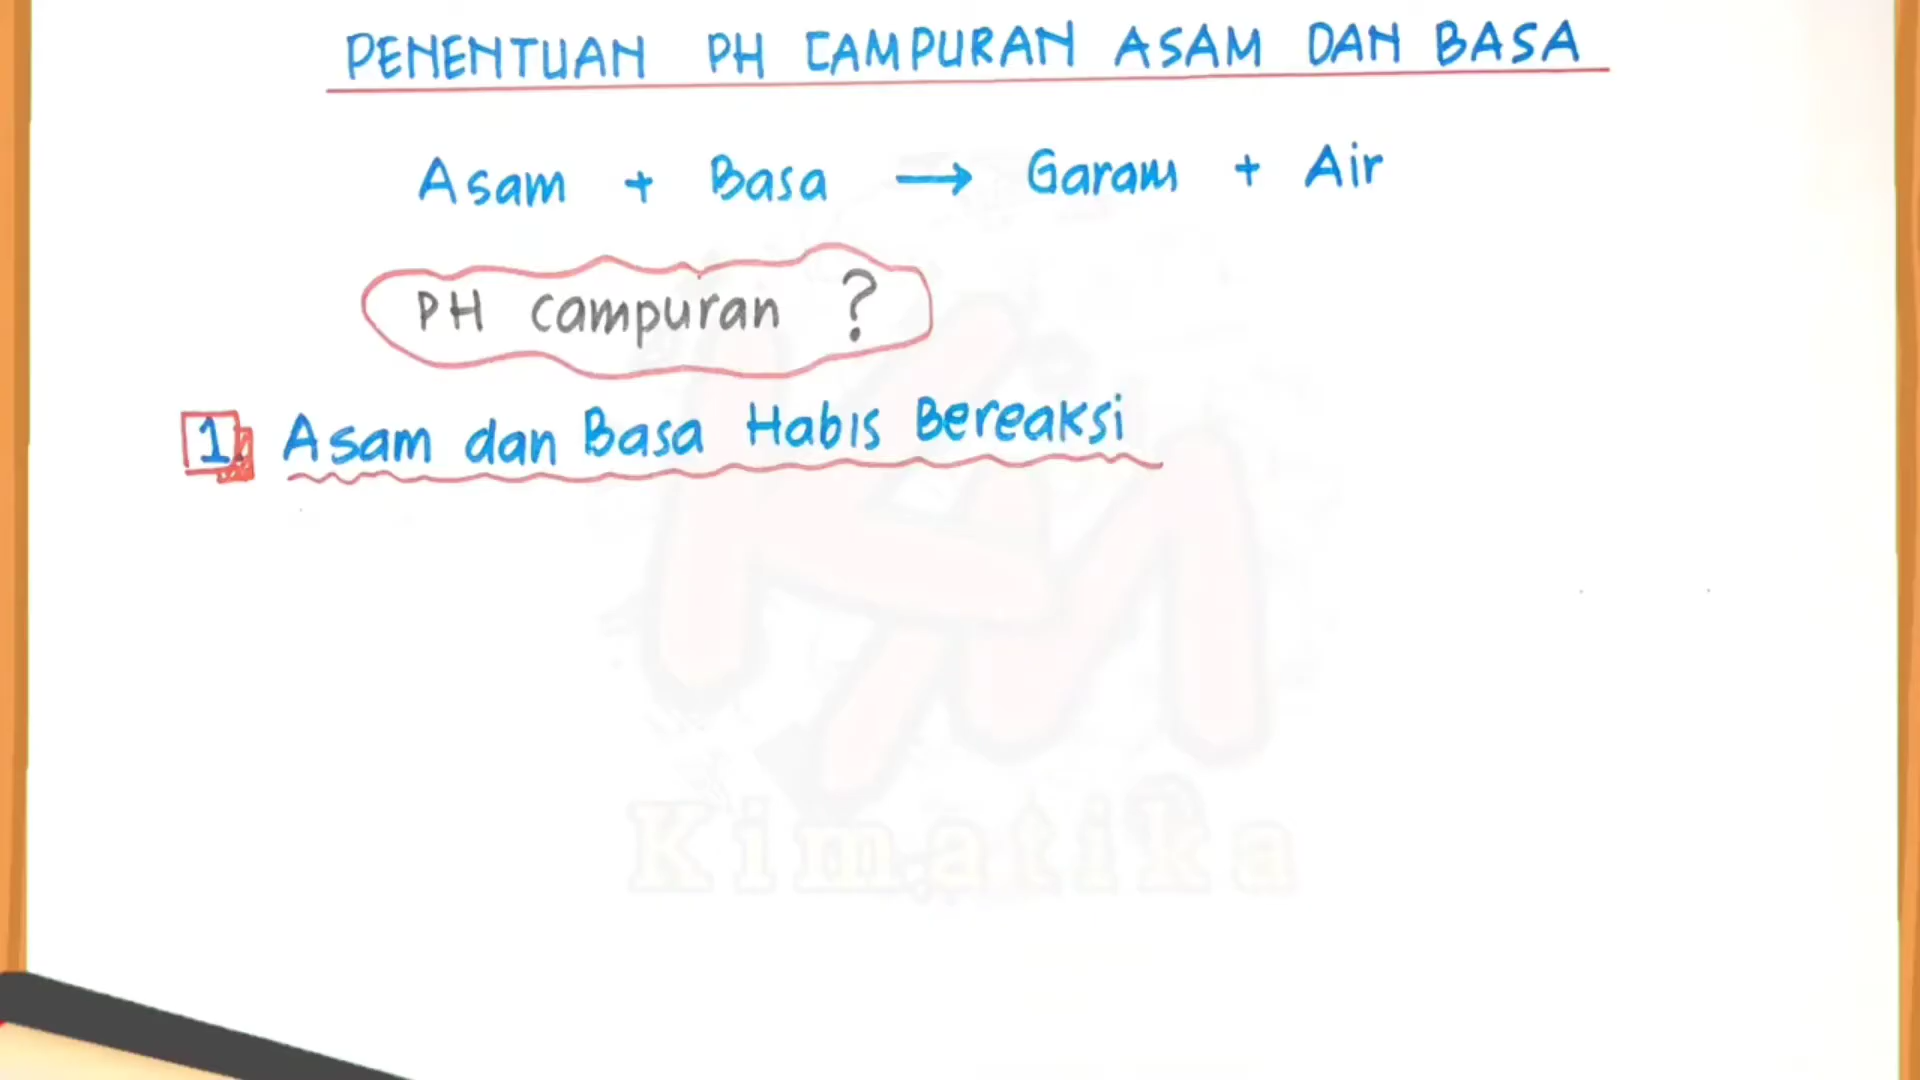 PENENTUAN PH CAMPURAN ASAM DAN BASA
Asam + Basa → Garam + Air
PH campuran ?
1. Asam dan Basa Habis Bereaksi
Kimatika